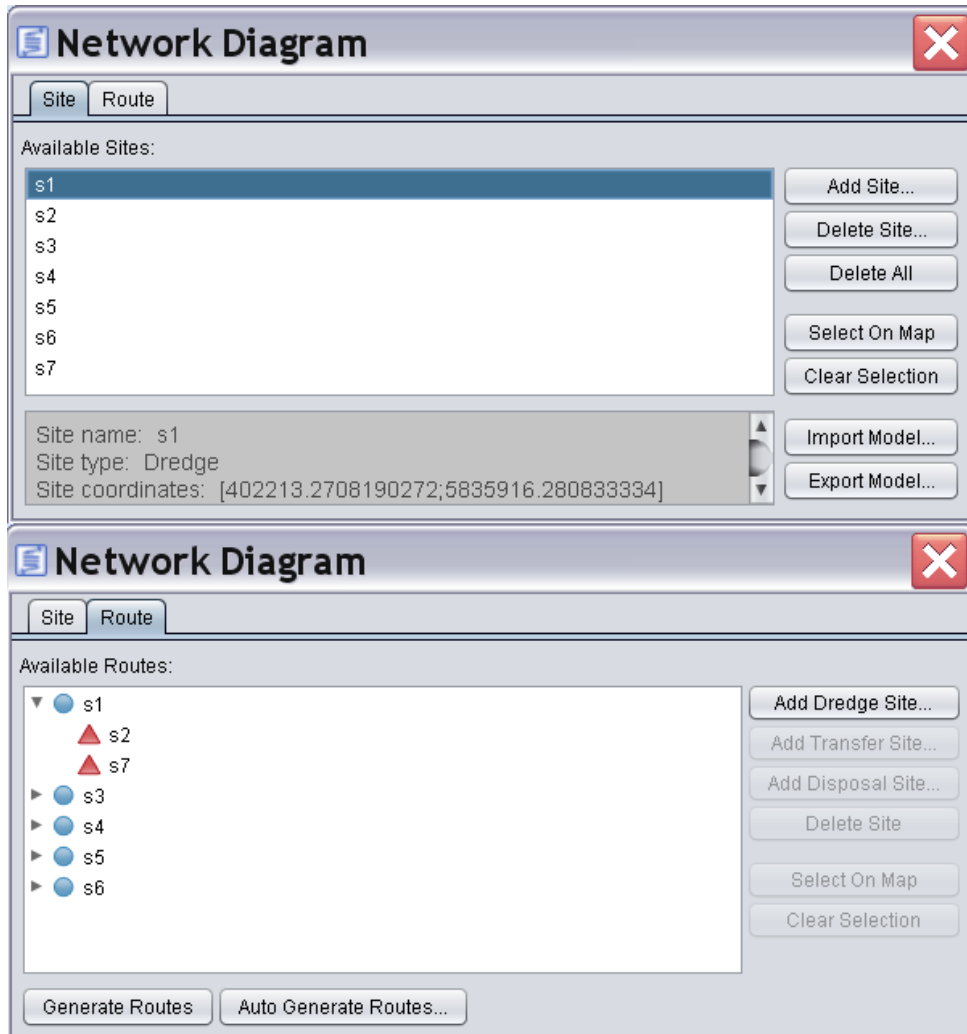 Network Diagram
Site Route
Available Sites:
s1
s2
s3
s4
s5
s6
s7
Add Site...
Delete Site...
Delete All
Select On Map
Clear Selection
Site name: s1
Site type: Dredge
Site coordinates: [402213.2708190272;5835916.280833334]
Import Model...
Export Model...
Network Diagram
Site Route
Available Routes:
s1
s2
s7
s3
s4
s5
s6
Add Dredge Site...
Add Transfer Site...
Add Disposal Site...
Delete Site
Select On Map
Clear Selection
Generate Routes Auto Generate Routes...